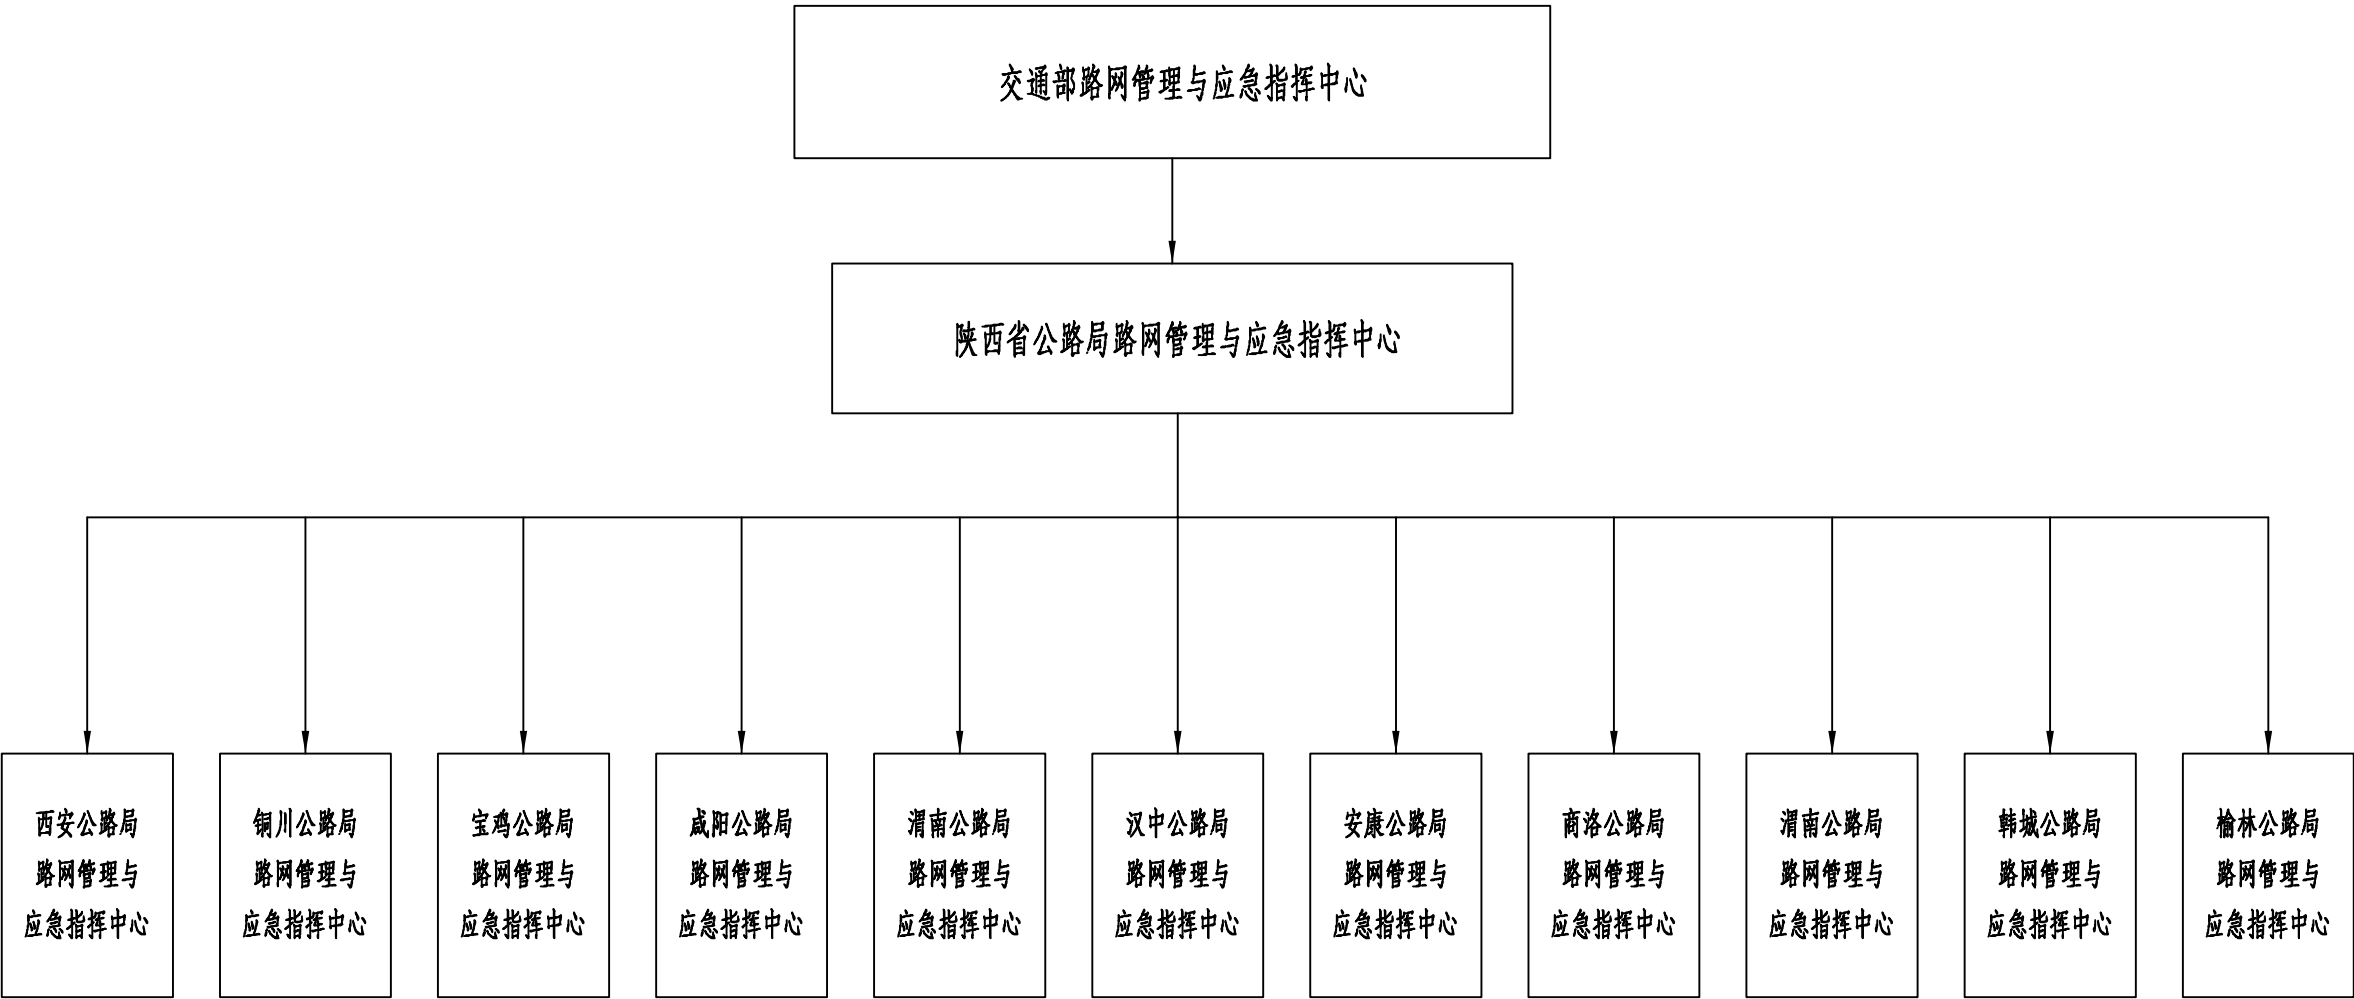 交通部路网管理与应急指挥中心
陕西省公路局路网管理与应急指挥中心
西安公路局
路网管理与
应急指挥中心
铜川公路局
路网管理与
应急指挥中心
宝鸡公路局
路网管理与
应急指挥中心
咸阳公路局
路网管理与
应急指挥中心
渭南公路局
路网管理与
应急指挥中心
汉中公路局
路网管理与
应急指挥中心
安康公路局
路网管理与
应急指挥中心
商洛公路局
路网管理与
应急指挥中心
渭南公路局
路网管理与
应急指挥中心
韩城公路局
路网管理与
应急指挥中心
榆林公路局
路网管理与
应急指挥中心